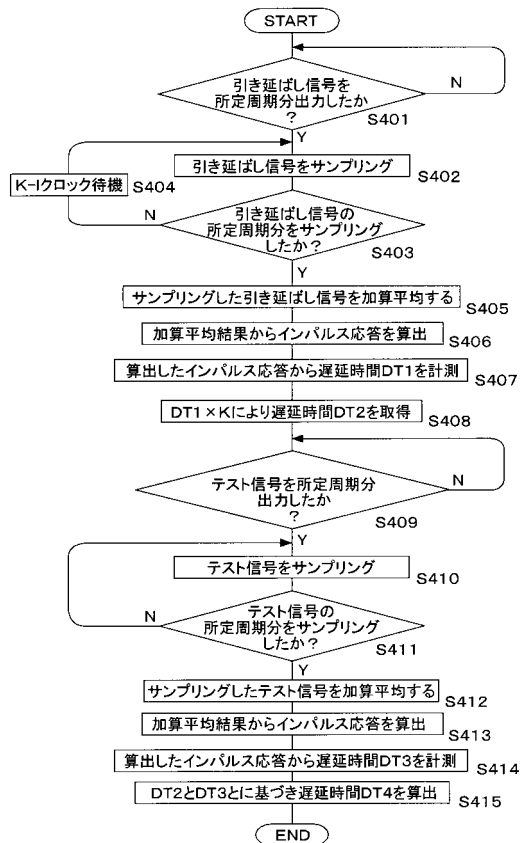 START
引き延ばし信号を
所定周期分出力したか
?
N
S401
Y
引き延ばし信号をサンプリング
S402
K-Iクロック待機
S404
N
引き延ばし信号の
所定周期分をサンプリング
したか?
S403
Y
サンプリングした引き延ばし信号を加算平均する
S405
加算平均結果からインパルス応答を算出
S406
算出したインパルス応答から遅延時間DT1を計測
S407
DT1×Kにより遅延時間DT2を取得
S408
テスト信号を所定周期分
出力したか
?
N
S409
Y
テスト信号をサンプリング
S410
N
テスト信号の
所定周期分をサンプリング
したか?
S411
Y
サンプリングしたテスト信号を加算平均する
S412
加算平均結果からインパルス応答を算出
S413
算出したインパルス応答から遅延時間DT3を計測
S414
DT2とDT3とに基づき遅延時間DT4を算出
S415
END